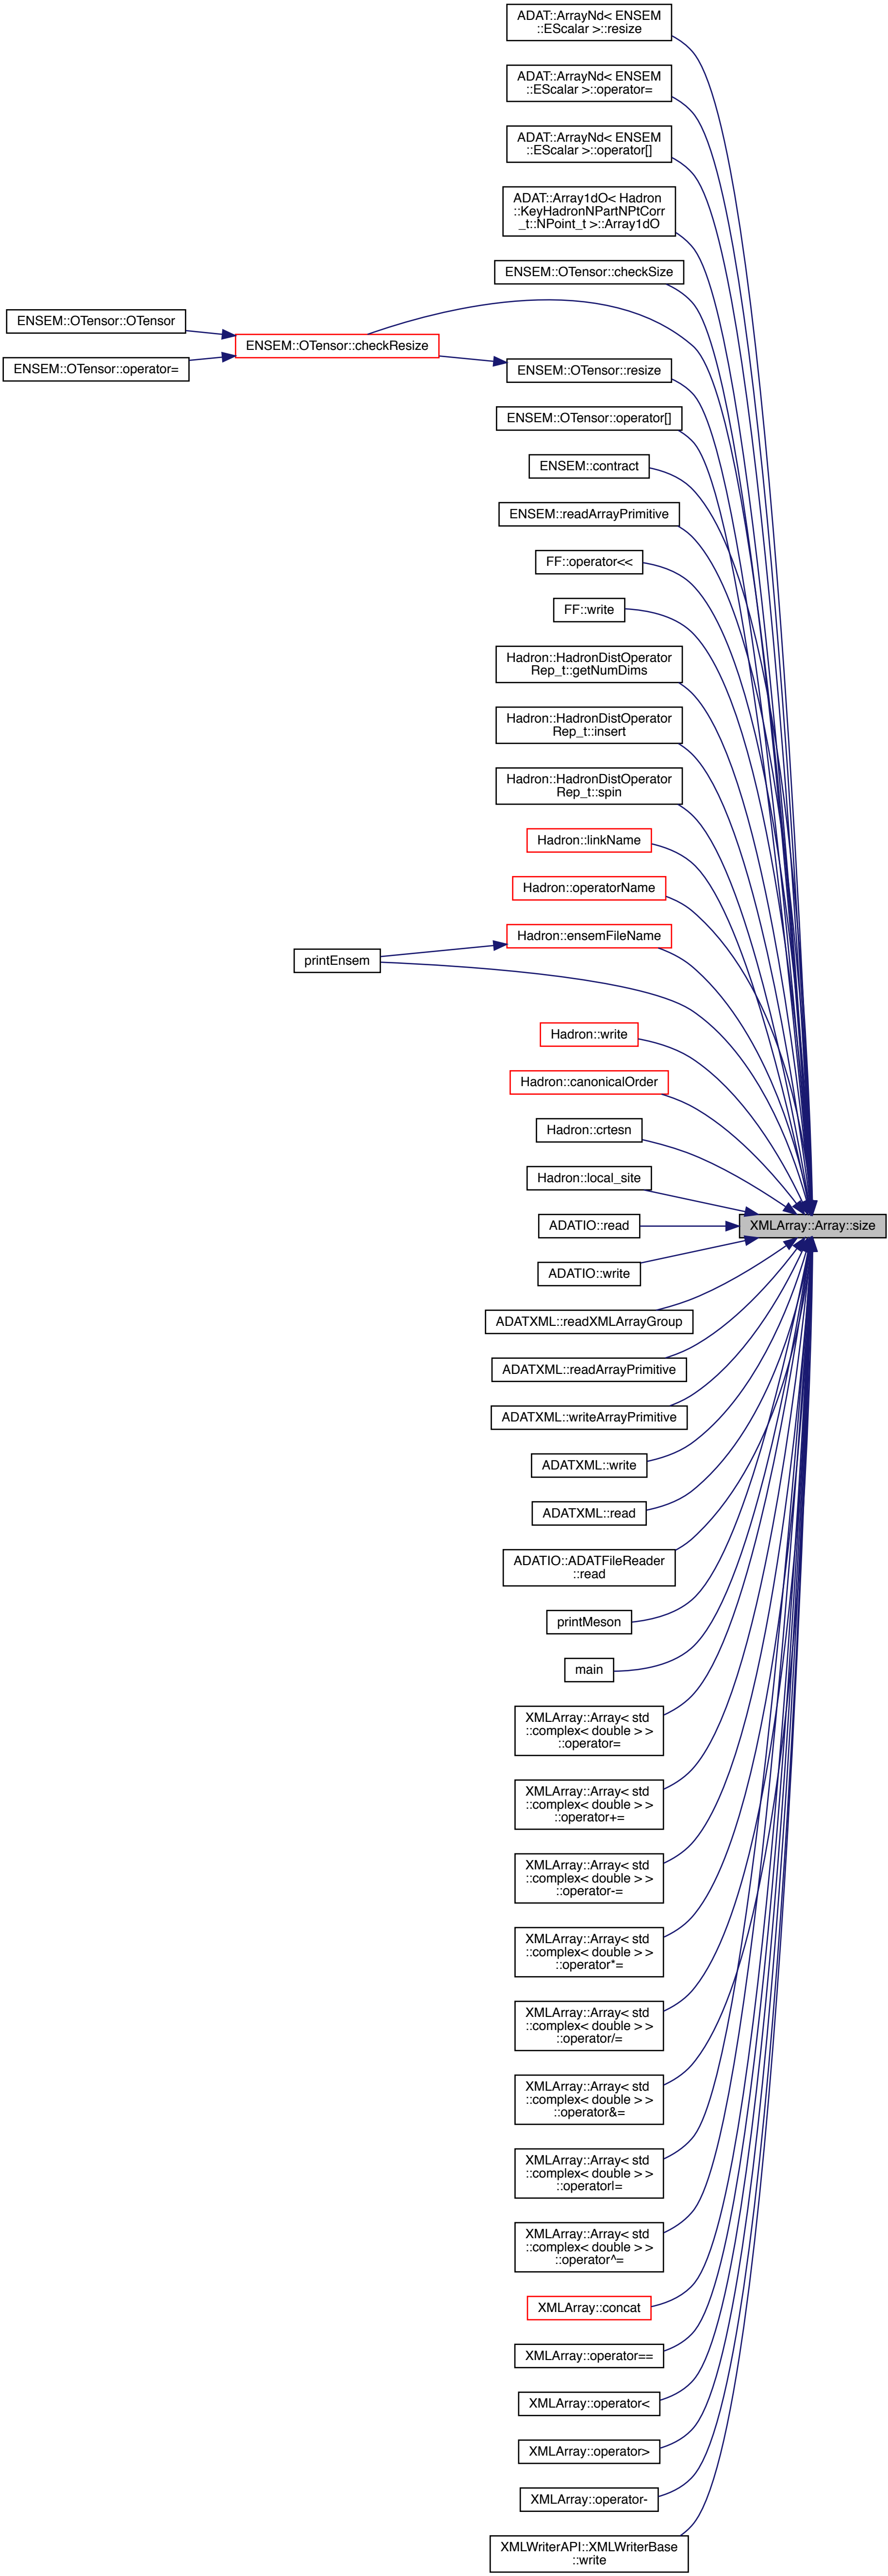 ADAT::ArrayNd< ENSEM
::EScalar >::resize
ADAT::ArrayNd< ENSEM
::EScalar >::operator=
ADAT::ArrayNd< ENSEM
::EScalar >::operator[]
ADAT::Array1dO< Hadron
::KeyHadronNPartNPtCorr
_t::NPoint_t >::Array1dO
ENSEM::OTensor::checkSize
ENSEM::OTensor::OTensor
ENSEM::OTensor::checkResize
ENSEM::OTensor::operator=
ENSEM::OTensor::resize
ENSEM::OTensor::operator[]
ENSEM::contract
ENSEM::readArrayPrimitive
FF::operator<<
FF::write
Hadron::HadronDistOperator
Rep_t::getNumDims
Hadron::HadronDistOperator
Rep_t::insert
Hadron::HadronDistOperator
Rep_t::spin
Hadron::linkName
Hadron::operatorName
Hadron::ensemFileName
printEnsem
Hadron::write
Hadron::canonicalOrder
Hadron::crtesn
Hadron::local_site
XMLArray::Array::size
ADATIO::read
ADATIO::write
ADATXML::readXMLArrayGroup
ADATXML::readArrayPrimitive
ADATXML::writeArrayPrimitive
ADATXML::write
ADATXML::read
ADATIO::ADATFileReader
::read
printMeson
main
XMLArray::Array< std
::complex< double > >
::operator=
XMLArray::Array< std
::complex< double > >
::operator+=
XMLArray::Array< std
::complex< double > >
::operator-=
XMLArray::Array< std
::complex< double > >
::operator*=
XMLArray::Array< std
::complex< double > >
::operator/=
XMLArray::Array< std
::complex< double > >
::operator&=
XMLArray::Array< std
::complex< double > >
::operator|=
XMLArray::Array< std
::complex< double > >
::operator^=
XMLArray::concat
XMLArray::operator==
XMLArray::operator<
XMLArray::operator>
XMLArray::operator-
XMLWriterAPI::XMLWriterBase
::write